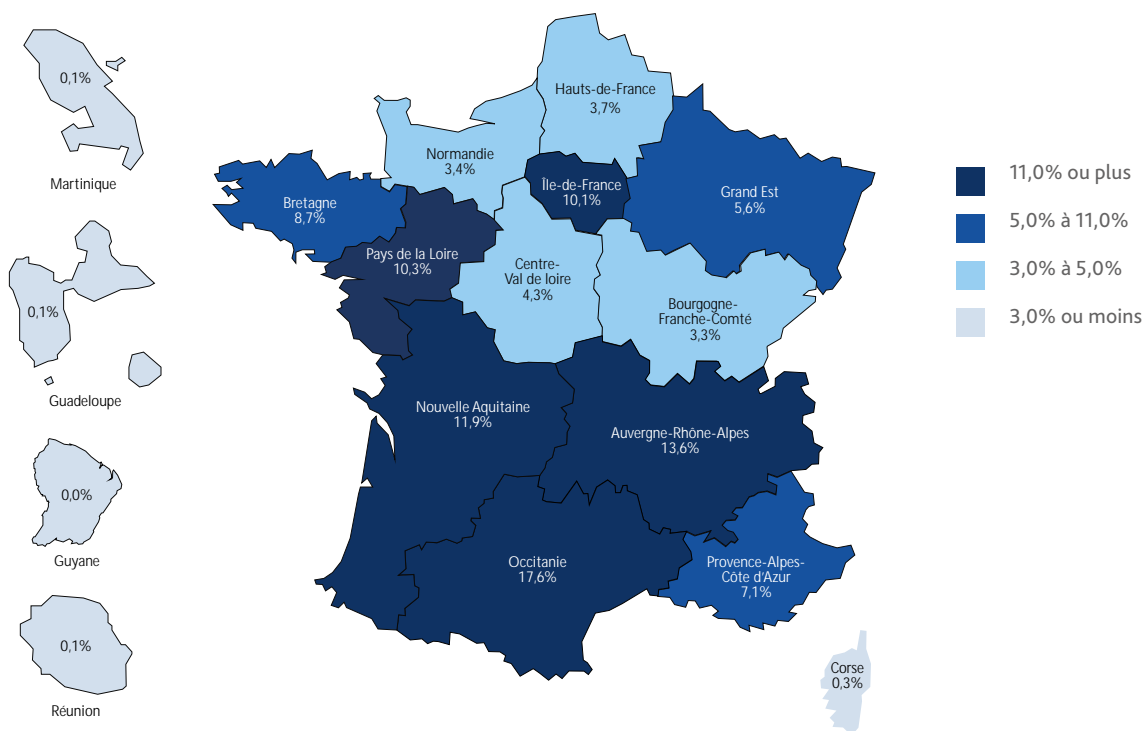 0,1%
Martinique
0,1%
Guadeloupe
0,0%
Guyane
0,1%
Réunion
Hauts-de-France
3,7%
Normandie
3,4%
Île-de-France
10,1%
Grand Est
5,6%
Bretagne
8,7%
Pays de la Loire
10,3%
Centre-
Val de loire
4,3%
Bourgogne-
Franche-Comté
3,3%
Nouvelle Aquitaine
11,9%
Auvergne-Rhône-Alpes
13,6%
Occitanie
17,6%
Provence-Alpes-
Côte d'Azur
7,1%
Corse
0,3%
11,0% ou plus
5,0% à 11,0%
3,0% à 5,0%
3,0% ou moins